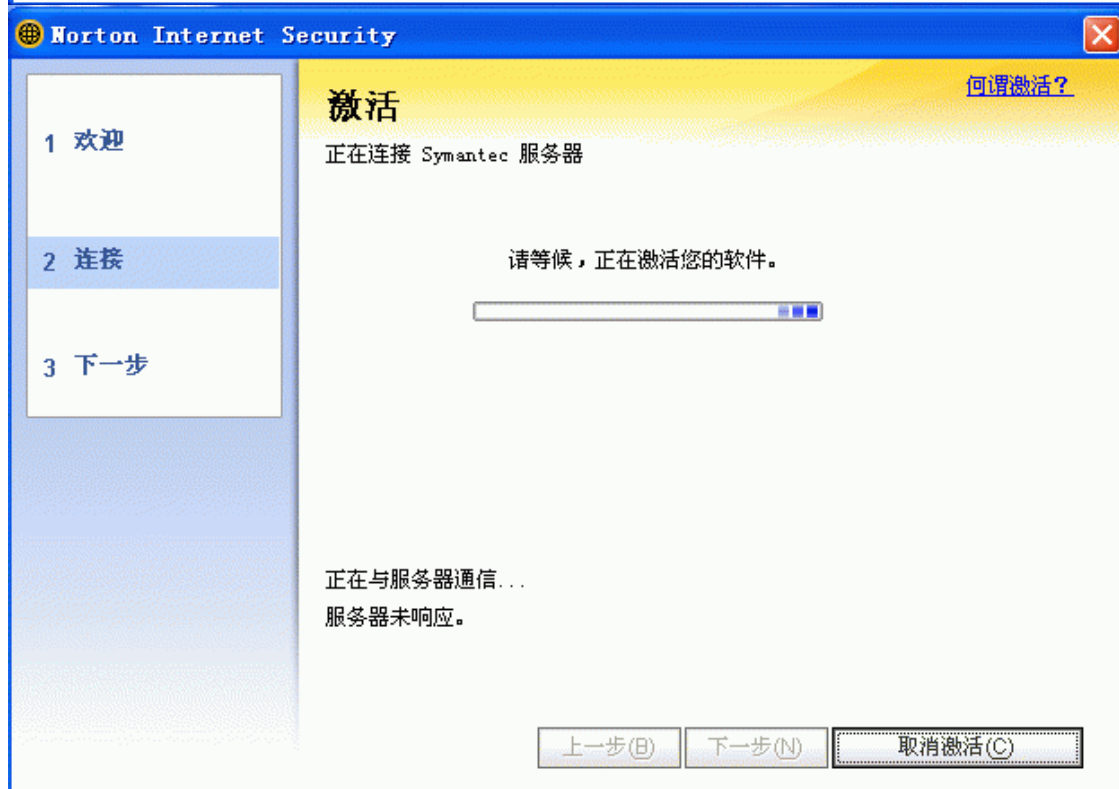 Norton Internet Security
何谓激活?
激活
正在连接 Symantec 服务器
1 欢迎
2 连接
3 下一步
请等候，正在激活您的软件。
正在与服务器通信...
服务器未响应。
上一步(B)
下一步(N)
取消激活(C)